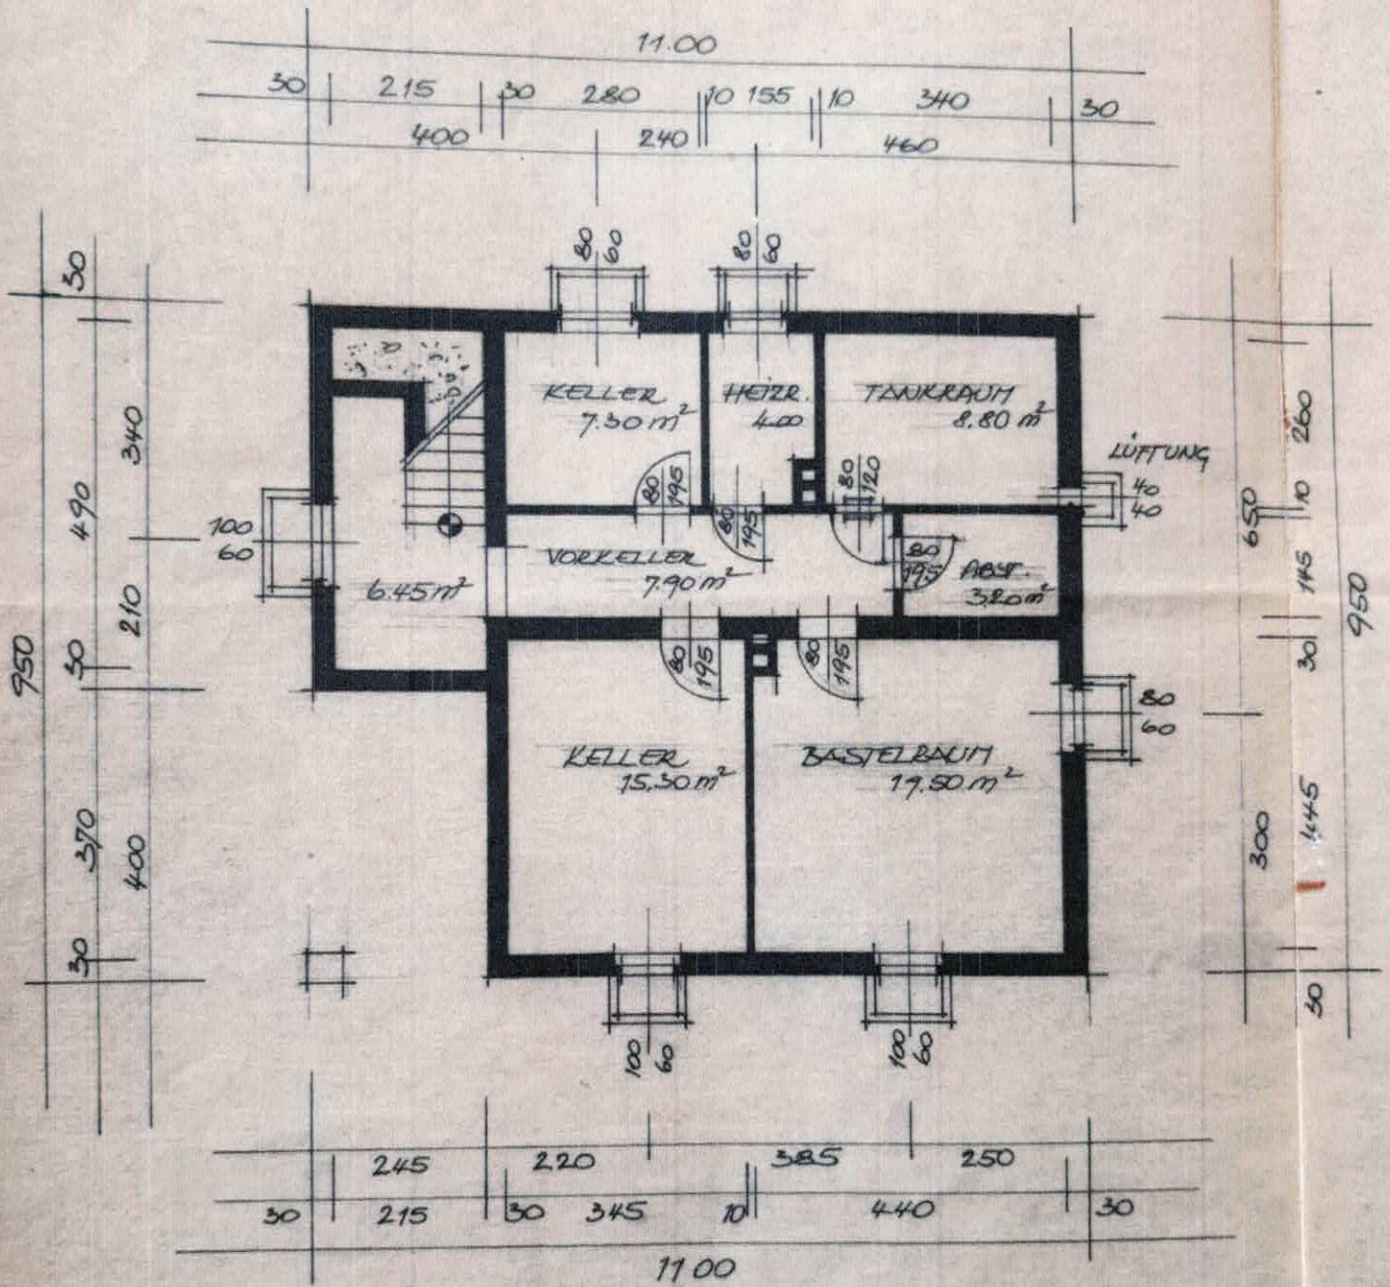 11.00
30 215 30 280 10 155 10 340 30
400 240 460
80
60
80
60
30
490
30
370
30
340
210
400
950
KELLER
7.30 m²
HEIZR.
4.00
TANKRAUM
8.80 m²
LÜFTUNG
40
40
80
195
80
195
80
120
80
195
100
60
6.45 m²
VORKELLER
7.90 m²
ABST.
3.20 m²
80
195
80
195
KELLER
15.30 m²
BASTELRAUM
19.50 m²
80
60
260
10
145
30
445
30
650
300
950
100
60
100
60
245 220 385 250
30 215 30 345 10 440 30
11 00